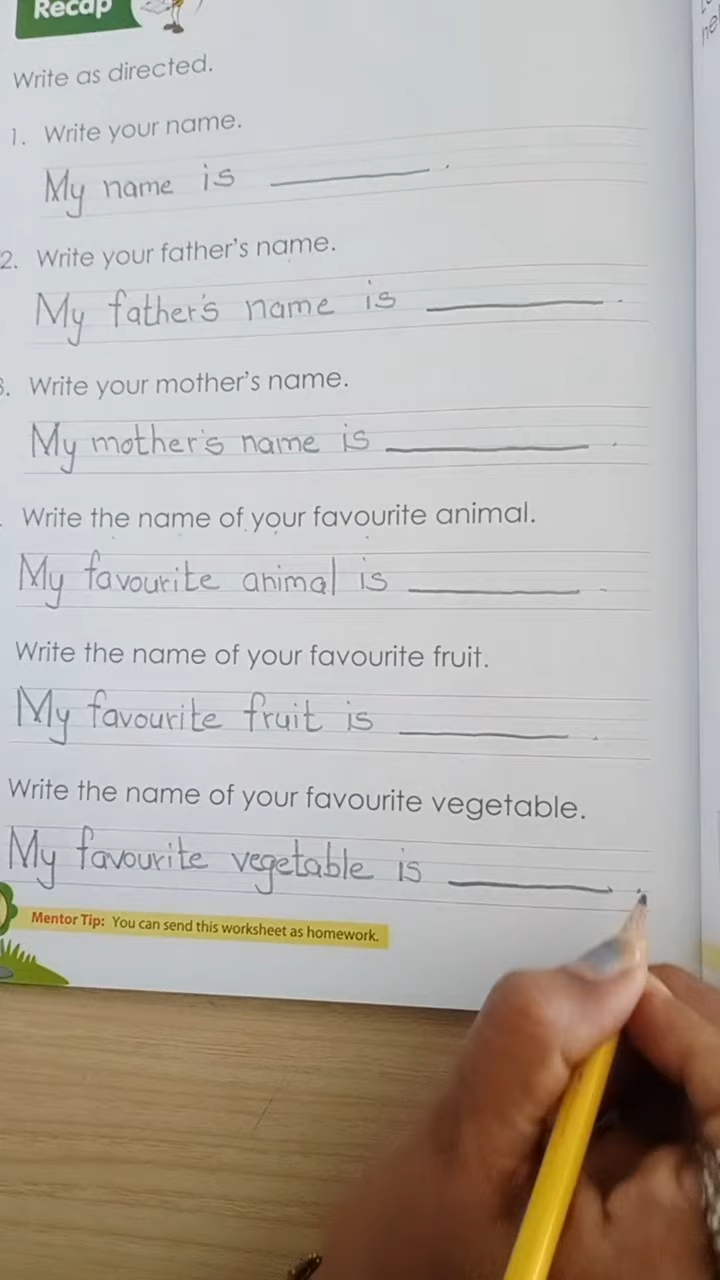 Recap
Write as directed.
1. Write your name.
My name is ________ .
2. Write your father's name.
My father's name is ________ .
3. Write your mother's name.
My mother's name is ________ .
Write the name of your favourite animal.
My favourite animal is ________ .
Write the name of your favourite fruit.
My favourite fruit is ________ .
Write the name of your favourite vegetable.
My favourite vegetable is ________ .
Mentor Tip: You can send this worksheet as homework.